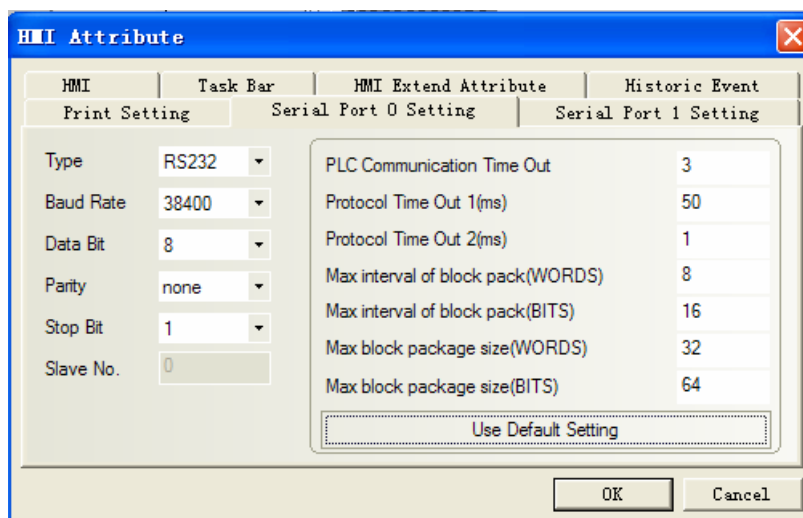 HMI Attribute
HMI Task Bar HMI Extend Attribute Historic Event
Print Setting Serial Port 0 Setting Serial Port 1 Setting
Type RS232
Baud Rate 38400
Data Bit 8
Parity none
Stop Bit 1
Slave No. 0
PLC Communication Time Out 3
Protocol Time Out 1(ms) 50
Protocol Time Out 2(ms) 1
Max interval of block pack(WORDS) 8
Max interval of block pack(BITS) 16
Max block package size(WORDS) 32
Max block package size(BITS) 64
Use Default Setting
OK Cancel